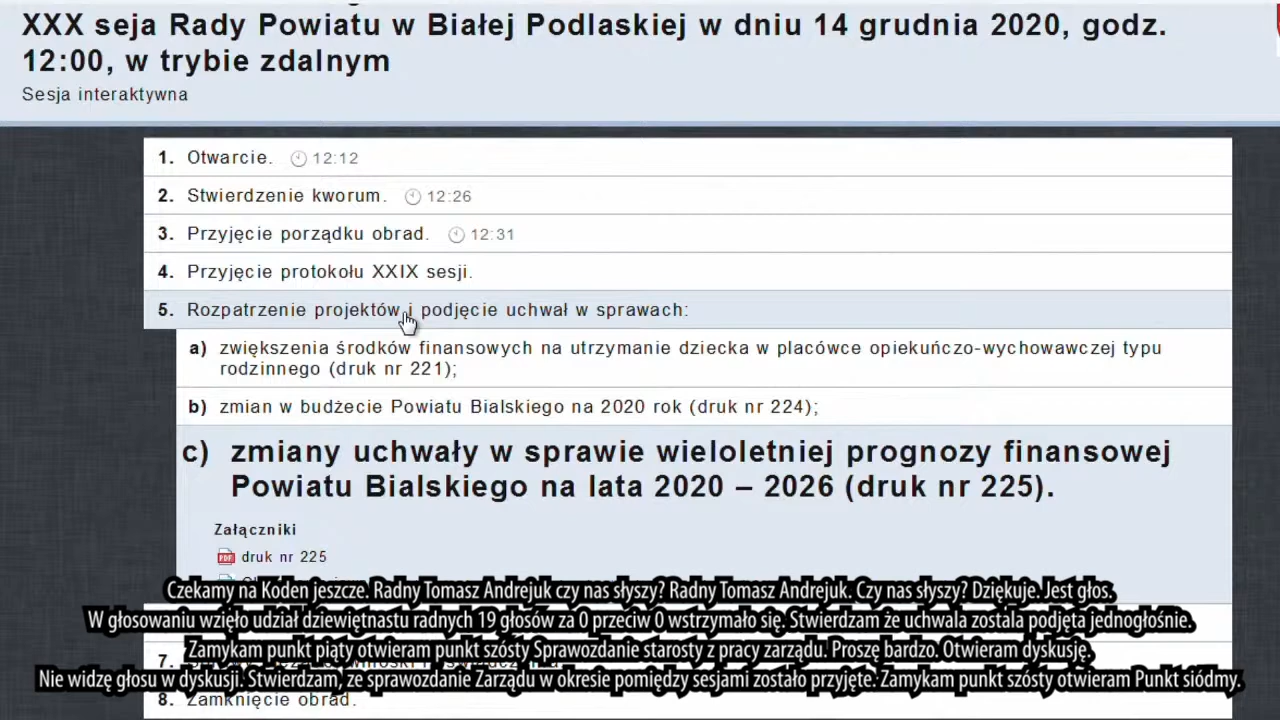 XXX seja Rady Powiatu w Białej Podlaskiej w dniu 14 grudnia 2020, godz.
12:00, w trybie zdalnym
Sesja interaktywna
1. Otwarcie. 12:12
2. Stwierdzenie kworum. 12:26
3. Przyjęcie porządku obrad. 12:31
4. Przyjęcie protokołu XXIX sesji.
5. Rozpatrzenie projektów i podjęcie uchwał w sprawach:
a) zwiększenia środków finansowych na utrzymanie dziecka w placówce opiekuńczo-wychowawczej typu
rodzinnego (druk nr 221);
b) zmian w budżecie Powiatu Bialskiego na 2020 rok (druk nr 224);
c) zmiany uchwały w sprawie wieloletniej prognozy finansowej
Powiatu Bialskiego na lata 2020 – 2026 (druk nr 225).
Załączniki
PDF druk nr 225
Czekamy na Koden jeszcze. Radny Tomasz Andrejuk czy nas słyszy? Radny Tomasz Andrejuk. Czy nas słyszy? Dziękuje. Jest głos.
W głosowaniu wzięło udział dziewiętnastu radnych 19 głosów za 0 przeciw 0 wstrzymało się. Stwierdzam że uchwala zostala podjęta jednogłośnie.
Zamykam punkt piąty otwieram punkt szósty Sprawozdanie starosty z pracy zarządu. Proszę bardzo. Otwieram dyskusję.
7.
Nie widzę głosu w dyskusji. Stwierdzam, ze sprawozdanie Zarządu w okresie pomiędzy sesjami zostało przyjęte. Zamykam punkt szósty otwieram Punkt siódmy.
8. Zamknięcie obrad.